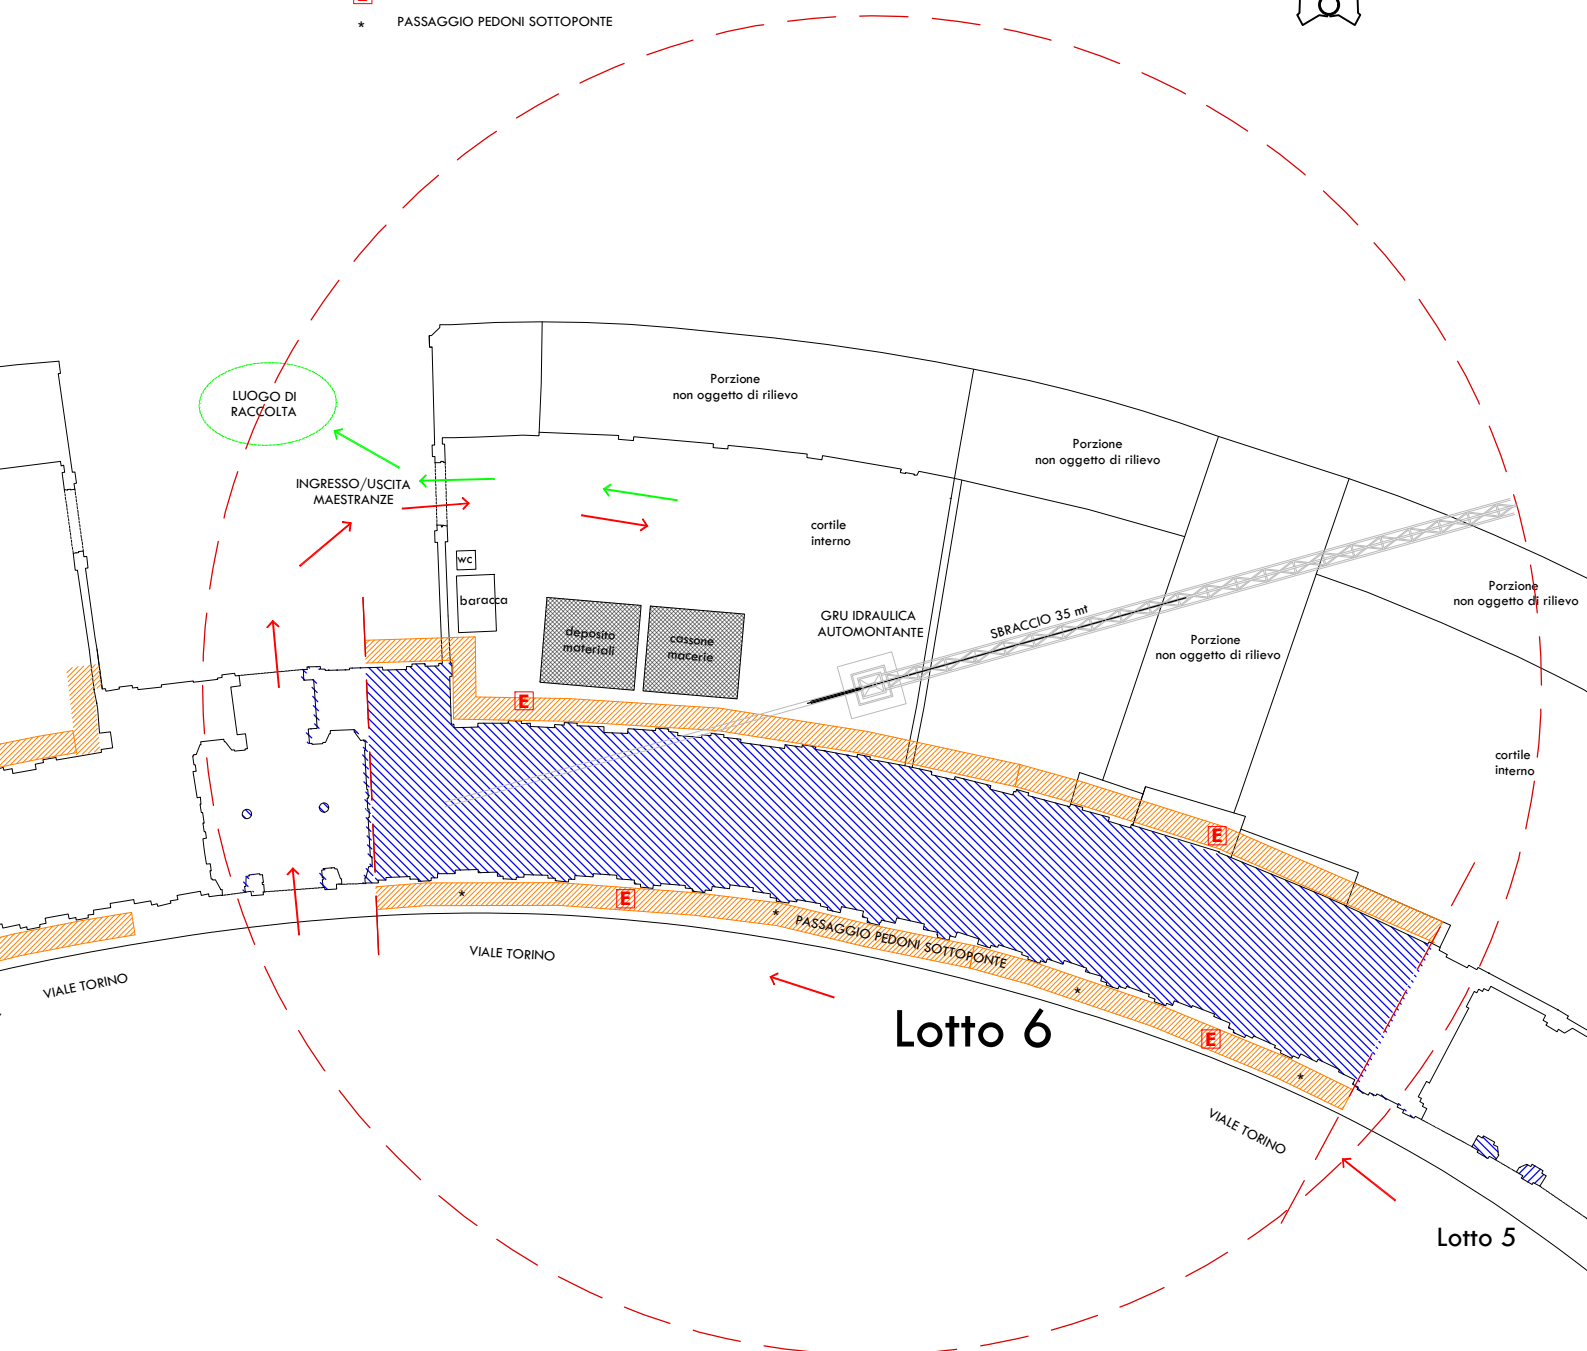 E
* PASSAGGIO PEDONI SOTTOPONTE
LUOGO DI
RACCOLTA
Porzione
non oggetto di rilievo
Porzione
non oggetto di rilievo
INGRESSO/USCITA
MAESTRANZE
cortile
interno
wc
baracca
deposito
materiali
cassone
macerie
GRU IDRAULICA
AUTOMONTANTE
SBRACCIO 35 mt
Porzione
non oggetto di rilievo
Porzione
non oggetto di rilievo
E
cortile
interno
E
*
E
*
PASSAGGIO PEDONI SOTTOPONTE
VIALE TORINO
VIALE TORINO
*
Lotto 6
E
*
VIALE TORINO
Lotto 5